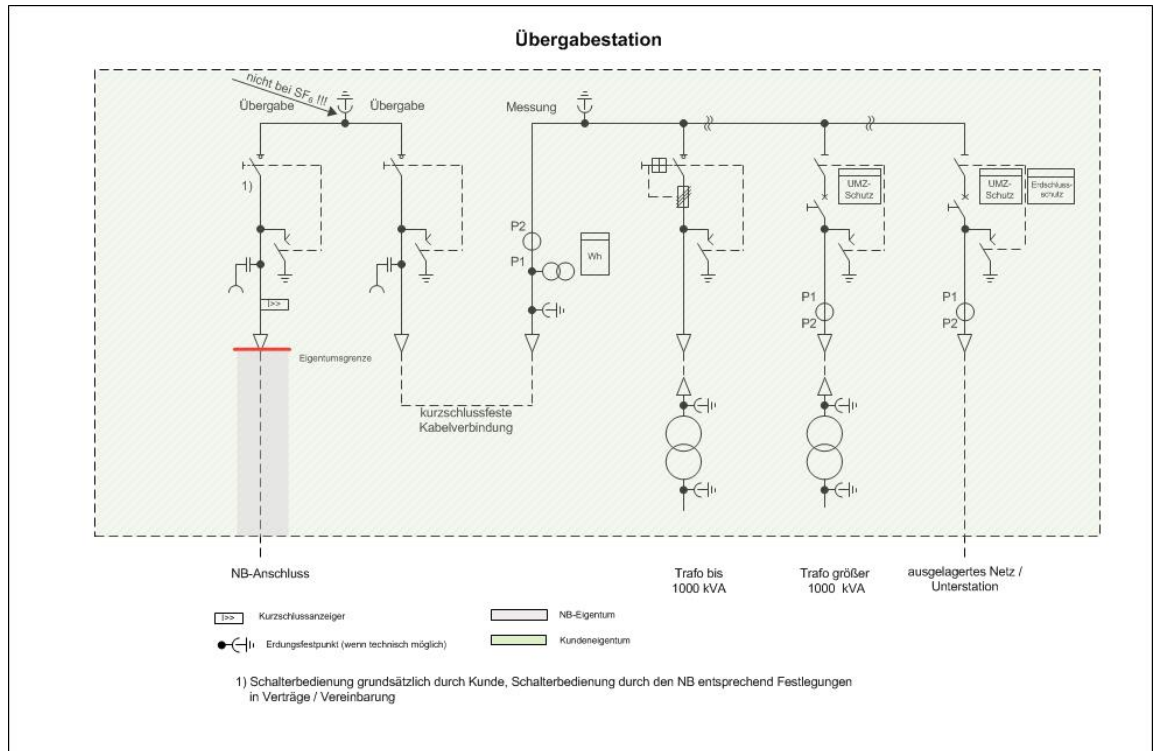 Übergabestation
nicht bei SF6 !!!
Übergabe
Übergabe
Messung
1)
UMZ-
Schutz
UMZ-
Schutz
Erdschluss-
schutz
P2
P1
Wh
I>>
P1
P2
P1
P2
Eigentumsgrenze
kurzschlussfeste
Kabelverbindung
NB-Anschluss
Trafo bis
1000 kVA
Trafo größer
1000 kVA
ausgelagertes Netz /
Unterstation
I>> Kurzschlussanzeiger
NB-Eigentum
Erdungsfestpunkt (wenn technisch möglich)
Kundeneigentum
1) Schalterbedienung grundsätzlich durch Kunde, Schalterbedienung durch den NB entsprechend Festlegungen
in Verträge / Vereinbarung